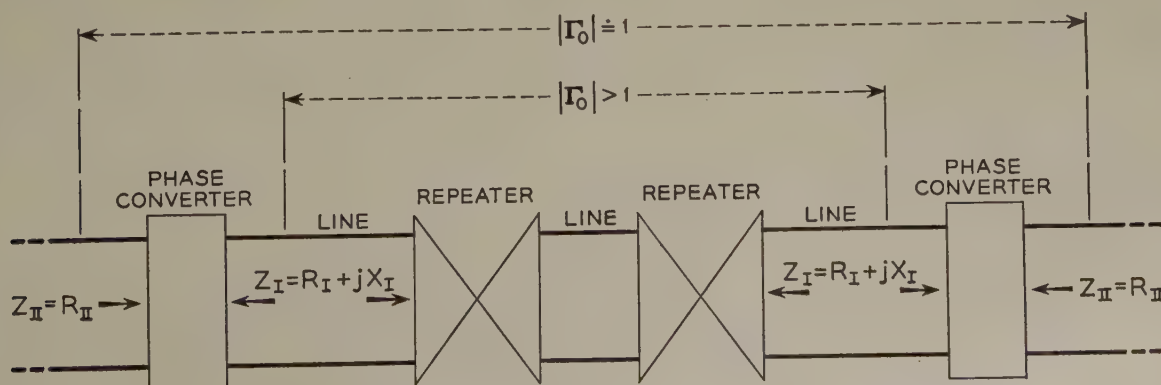 |Γ₀| ≐ 1
|Γ₀| > 1
PHASE CONVERTER
LINE
REPEATER
LINE
REPEATER
LINE
PHASE CONVERTER
Z_II = R_II
Z_I = R_I + jX_I
Z_I = R_I + jX_I
Z_II = R_II